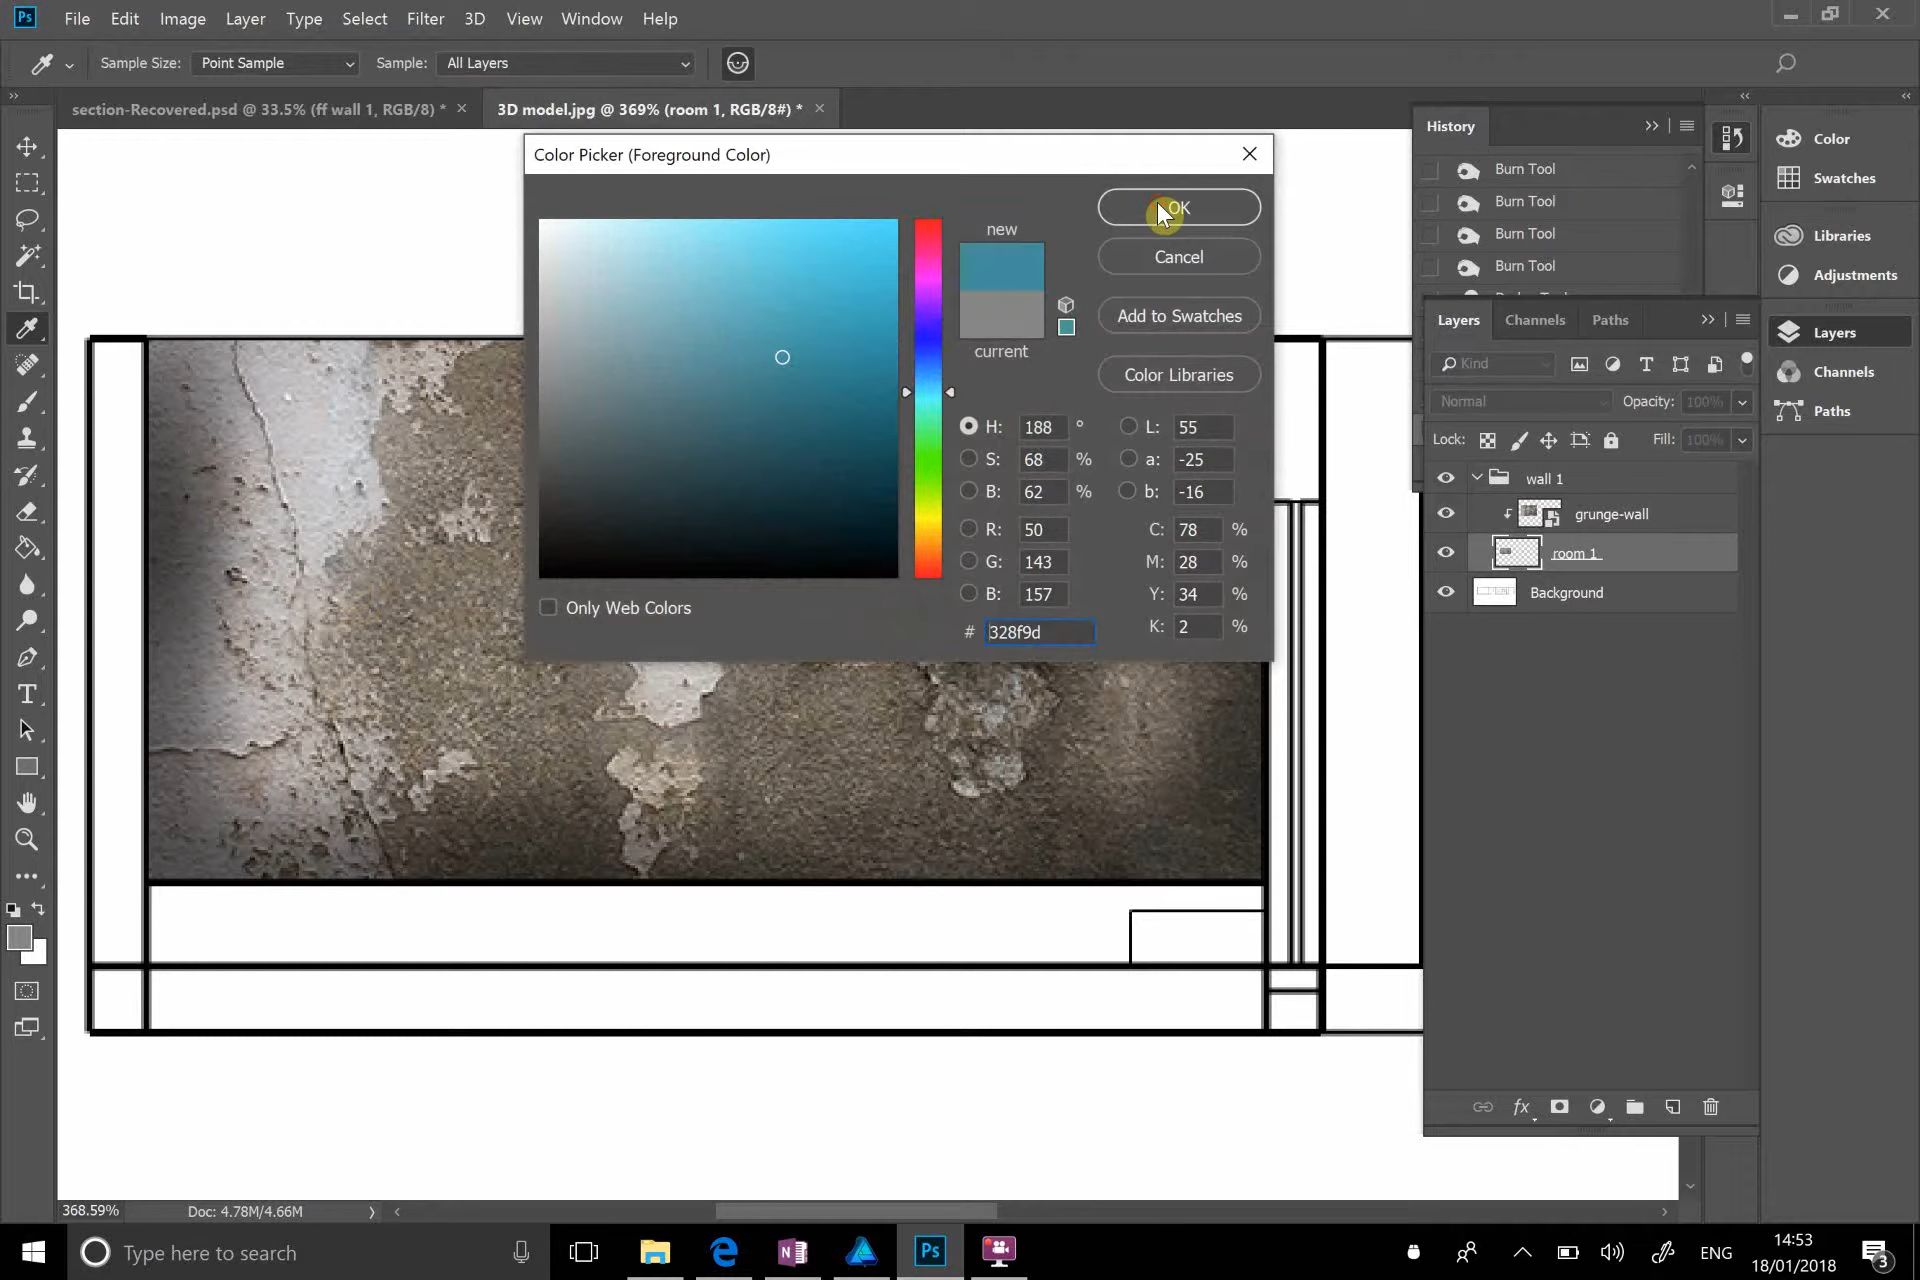 Ps File Edit Image Layer Type Select Filter 3D View Window Help
Sample Size: Point Sample Sample: All Layers
section-Recovered.psd @ 33.5% (ff wall 1, RGB/8) *
3D model.jpg @ 369% (room 1, RGB/8#) *
Color Picker (Foreground Color)
new
current
OK
Cancel
Add to Swatches
Color Libraries
H: 188 °
S: 68 %
B: 62 %
R: 50
G: 143
B: 157
# 328f9d
L: 55
a: -25
b: -16
C: 78 %
M: 28 %
Y: 34 %
K: 2 %
Only Web Colors
History
Burn Tool
Burn Tool
Burn Tool
Burn Tool
Layers Channels Paths
Kind
Normal Opacity: 100%
Lock: Fill: 100%
wall 1
grunge-wall
room 1
Background
fx
Color
Swatches
Libraries
Adjustments
Layers
Channels
Paths
368.59% Doc: 4.78M/4.66M
Type here to search
Ps
ENG
14:53
18/01/2018
3